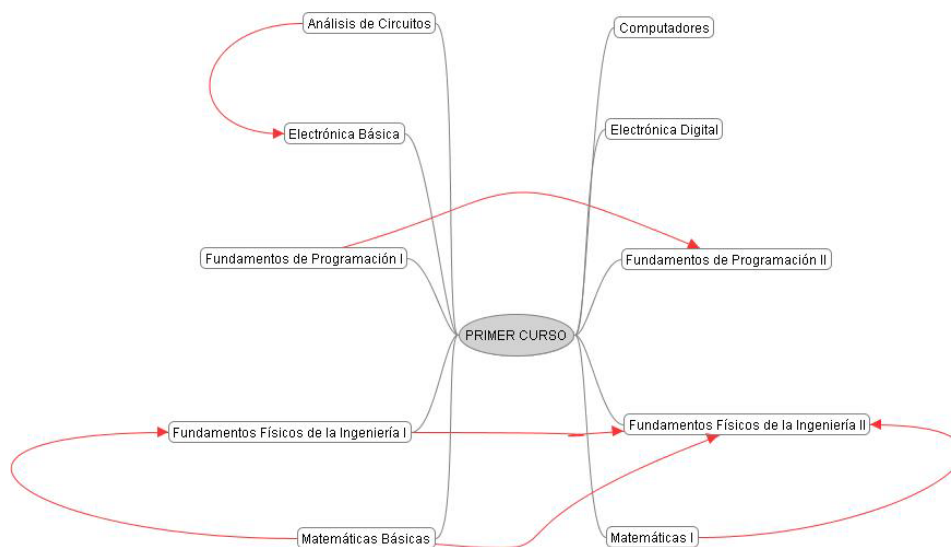 Análisis de Circuitos
Computadores
Electrónica Básica
Electrónica Digital
Fundamentos de Programación I
Fundamentos de Programación II
PRIMER CURSO
Fundamentos Físicos de la Ingeniería I
Fundamentos Físicos de la Ingeniería II
Matemáticas Básicas
Matemáticas I